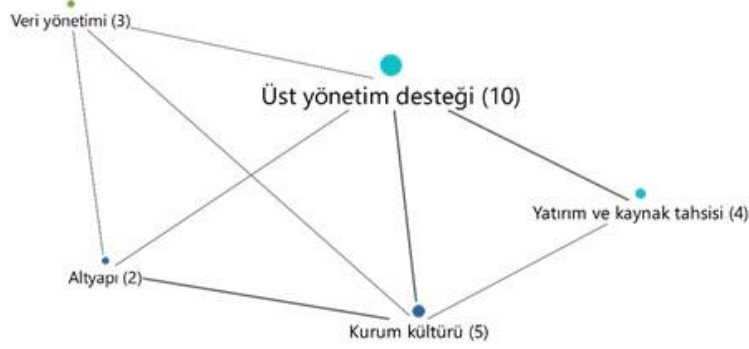 Veri yönetimi (3)
Üst yönetim desteği (10)
Yatırım ve kaynak tahsisi (4)
Altyapı (2)
Kurum kültürü (5)